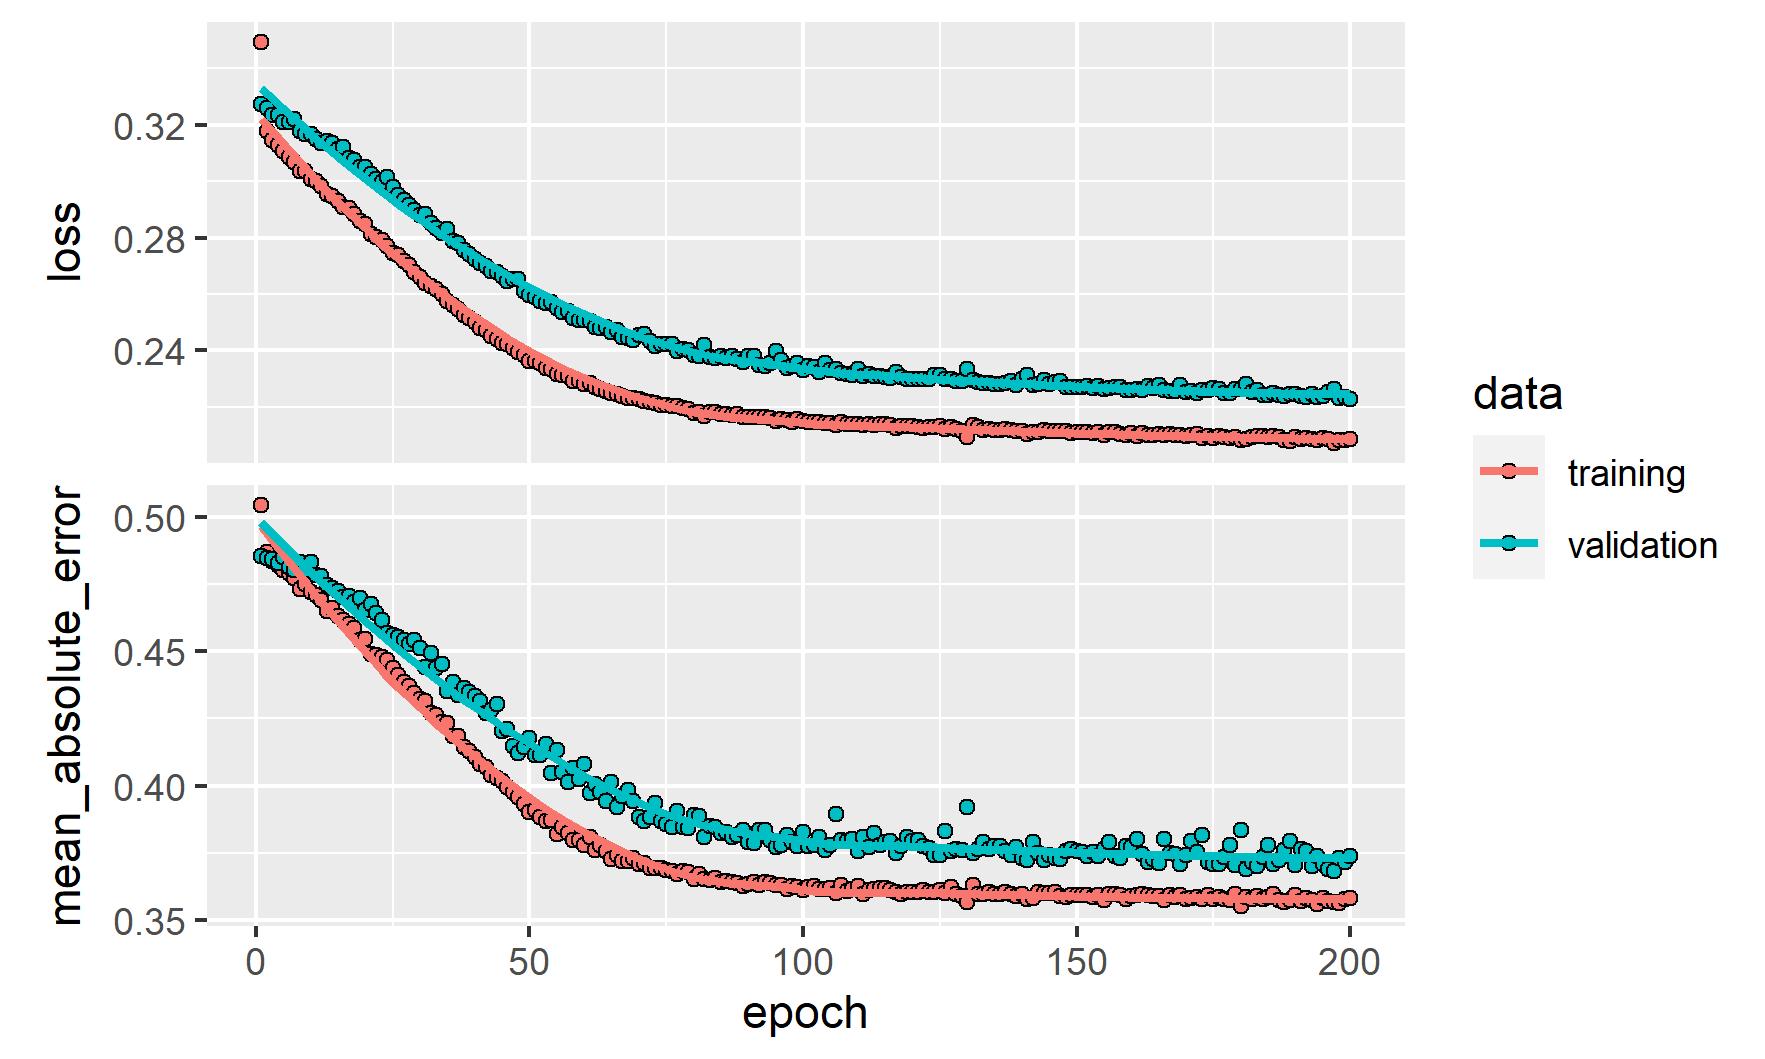 loss
0.32
0.28
0.24
mean_absolute_error
0.50
0.45
0.40
0.35
0 50 100 150 200
epoch
data
training
validation